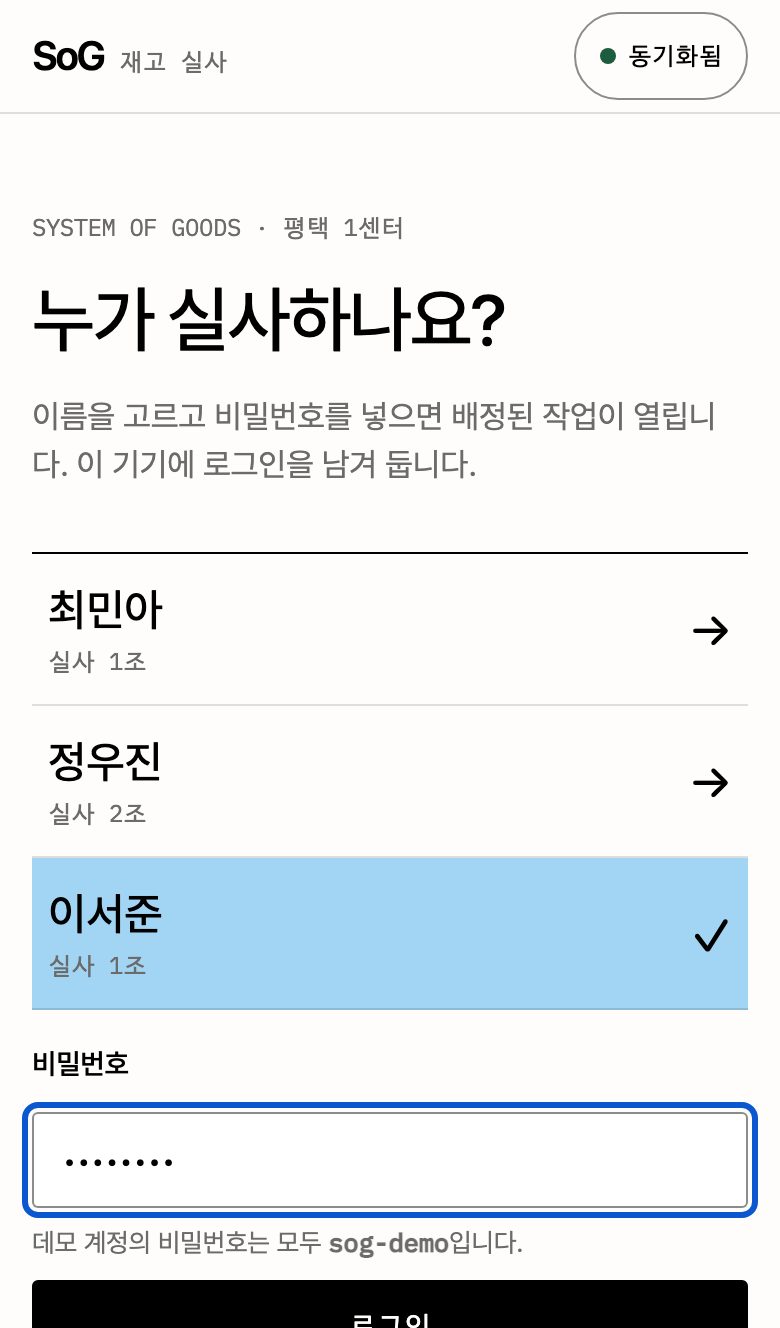 SoG 재고 실사
동기화됨
SYSTEM OF GOODS · 평택 1센터
누가 실사하나요?
이름을 고르고 비밀번호를 넣으면 배정된 작업이 열립니
다. 이 기기에 로그인을 남겨 둡니다.
최민아
실사 1조
정우진
실사 2조
이서준
실사 1조
비밀번호
••••••••
데모 계정의 비밀번호는 모두 sog-demo입니다.
로그인